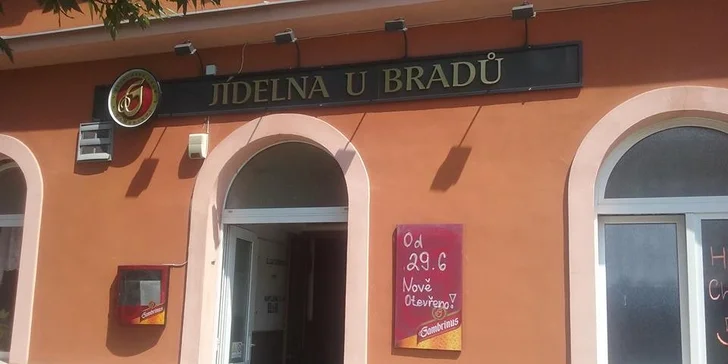 JÍDELNA U BRADŮ
Od
29.6
Nově
Otevřeno!
Gambrinus
Gambrinus